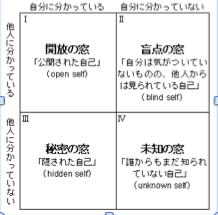 自分に分かっている 自分に分かっていない
他人に分かっている
Ⅰ
開放の窓
「公開された自己」
(open self)
Ⅱ
盲点の窓
「自分は気がついてい
ないものの、他人から
は見られている自己」
(blind self)
他人に分かっていない
Ⅲ
秘密の窓
「隠された自己」
(hidden self)
Ⅳ
未知の窓
「誰からもまだ知られ
ていない自己」
(unknown self)